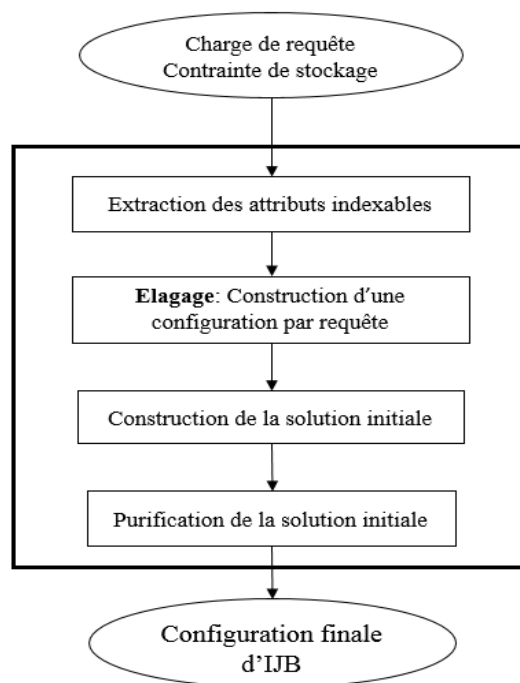 Charge de requête
Contrainte de stockage
Extraction des attributs indexables
Elagage: Construction d’une
configuration par requête
Construction de la solution initiale
Purification de la solution initiale
Configuration finale
d’IJB